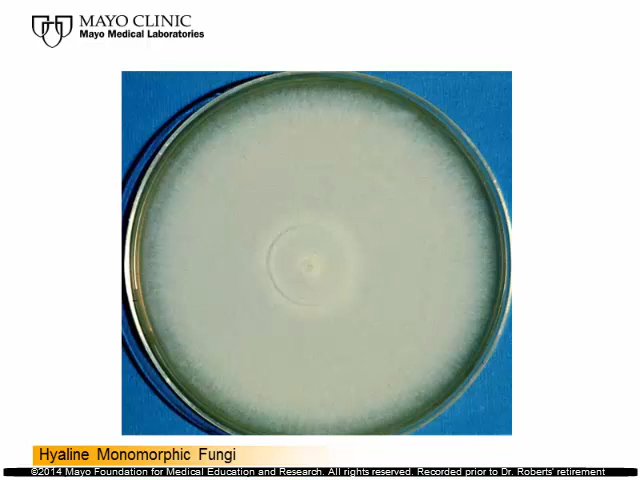 MAYO CLINIC
Mayo Medical Laboratories
Hyaline Monomorphic Fungi
©2014 Mayo Foundation for Medical Education and Research. All rights reserved. Recorded prior to Dr. Roberts' retirement